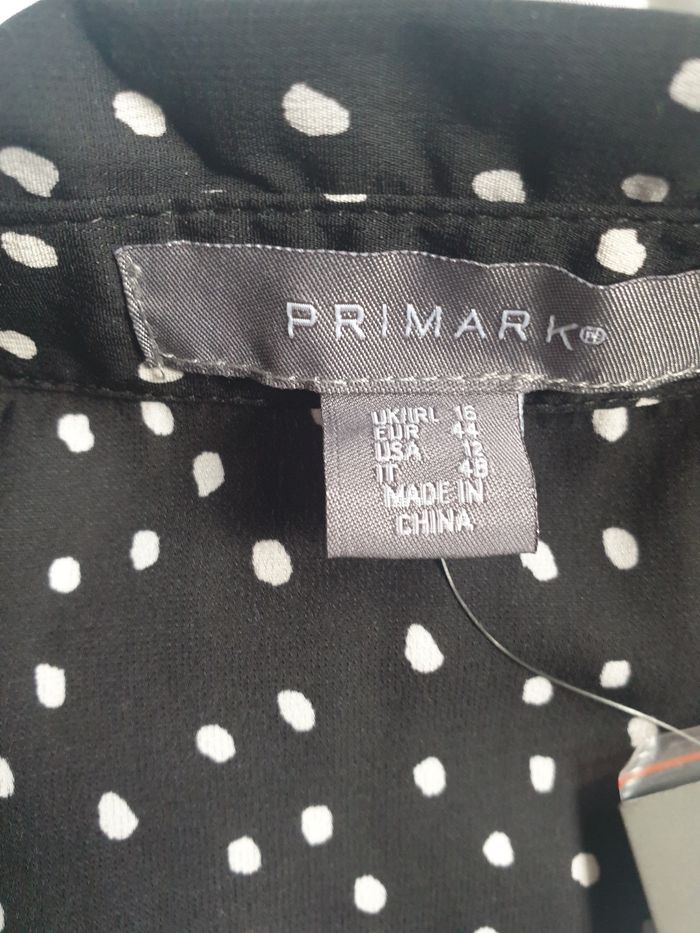 PRIMARK
UK/IRL 16
EUR 44
USA 12
IT 48
MADE IN
CHINA